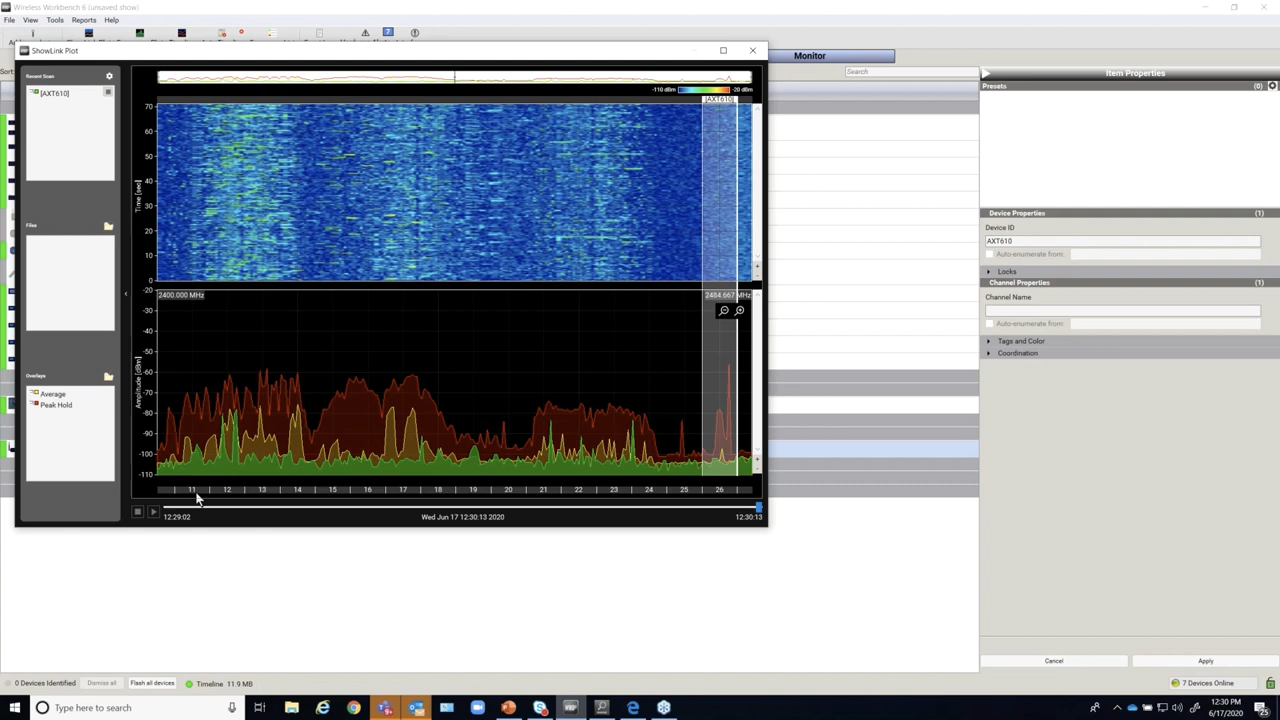 Wireless Workbench 6 (unsaved show)
File View Tools Reports Help
7
ShowLink Plot
Monitor
Search
Item Properties
Presets
(0)
Recent Scan
[AXT610]
-110 dBm
-20 dBm
[AXT610]
70
60
50
40
30
20
10
0
Time [sec]
Files
-20
-30
-40
-50
-60
-70
-80
-90
-100
-110
Amplitude [dBm]
2400.000 MHz
2484.667 MHz
Overlays
Average
Peak Hold
11 12 13 14 15 16 17 18 19 20 21 22 23 24 25 26
12:29:02
Wed Jun 17 12:30:13 2020
12:30:13
Device Properties
(1)
Device ID
AXT610
Auto-enumerate from:
Locks
Channel Properties
(1)
Channel Name
Auto-enumerate from:
Tags and Color
Coordination
Cancel
Apply
0 Devices Identified
Dismiss all
Flash all devices
Timeline 11.9 MB
7 Devices Online
Type here to search
12:30 PM
6/17/2020
25